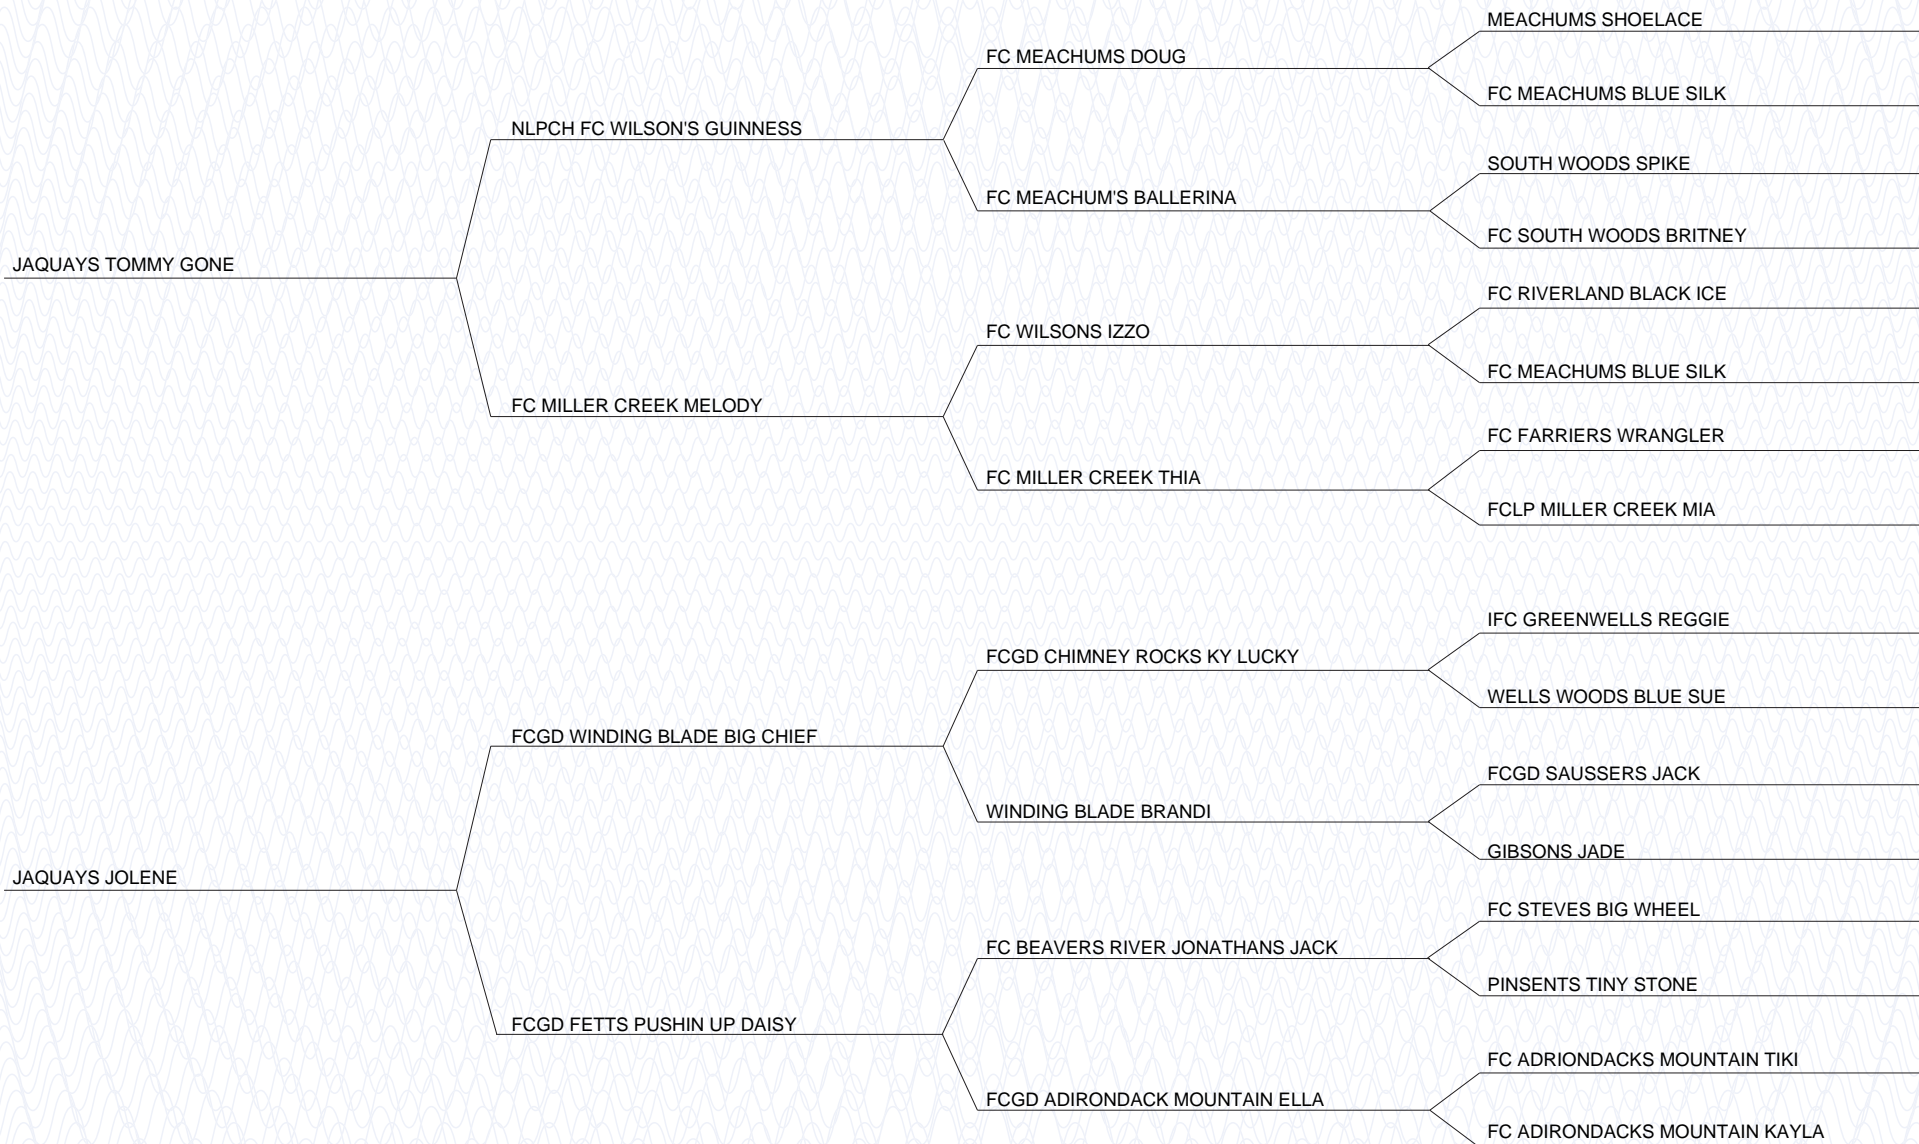 MEACHUMS SHOELACE
FC MEACHUMS DOUG
FC MEACHUMS BLUE SILK
NLPCH FC WILSON'S GUINNESS
SOUTH WOODS SPIKE
FC MEACHUM'S BALLERINA
FC SOUTH WOODS BRITNEY
JAQUAYS TOMMY GONE
FC RIVERLAND BLACK ICE
FC WILSONS IZZO
FC MEACHUMS BLUE SILK
FC MILLER CREEK MELODY
FC FARRIERS WRANGLER
FC MILLER CREEK THIA
FCLP MILLER CREEK MIA
IFC GREENWELLS REGGIE
FCGD CHIMNEY ROCKS KY LUCKY
WELLS WOODS BLUE SUE
FCGD WINDING BLADE BIG CHIEF
FCGD SAUSSERS JACK
WINDING BLADE BRANDI
GIBSONS JADE
JAQUAYS JOLENE
FC STEVES BIG WHEEL
FC BEAVERS RIVER JONATHANS JACK
PINSENTS TINY STONE
FCGD FETTS PUSHIN UP DAISY
FC ADRIONDACKS MOUNTAIN TIKI
FCGD ADIRONDACK MOUNTAIN ELLA
FC ADIRONDACKS MOUNTAIN KAYLA